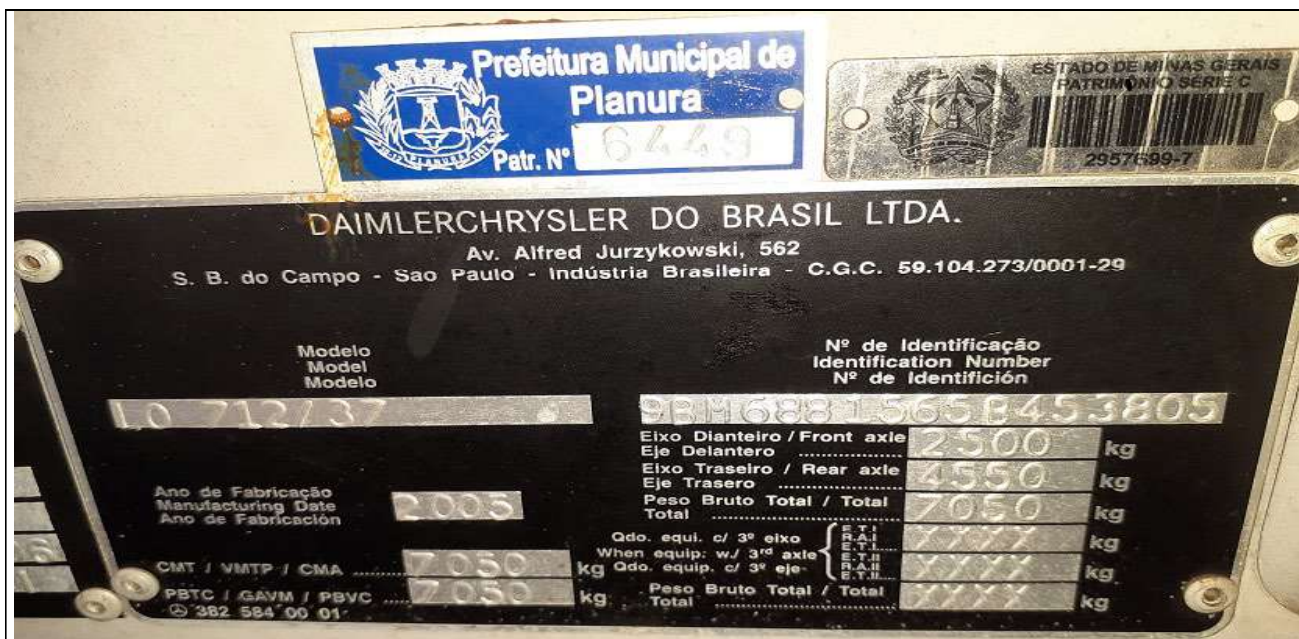 Prefeitura Municipal de
Planura
Patr. Nº 6449
ESTADO DE MINAS GERAIS
PATRIMÔNIO SÉRIE C
2957699-7
DAIMLERCHRYSLER DO BRASIL LTDA.
Av. Alfred Jurzykowski, 562
S. B. do Campo - Sao Paulo - Indústria Brasileira - C.G.C. 59.104.273/0001-29
Modelo
Model
Modelo
LO 712/37
Nº de Identificação
Identification Number
Nº de Identifición
9BM6881565B453805
Eixo Dianteiro / Front axle
Eje Delantero .............. 2500 kg
Eixo Traseiro / Rear axle
Eje Trasero .............. 4550 kg
Peso Bruto Total / Total
Total .............. 7050 kg
Ano de Fabricação
Manufacturing Date
Ano de Fabricación
2005
Qdo. equi. c/ 3º eixo
When equip. w./ 3rd axle
Qdo. equip. c/ 3º eje
E.T.I
R.A.I
E.T.I.... XXXX kg
E.T.II
R.A.II
E.T.II.... XXXX kg
Peso Bruto Total / Total
Total .............. XXXX kg
CMT / VMTP / CMA ........ 7050 kg
PBTC / GAVM / PBVC .... 7050 kg
382 584 00 01